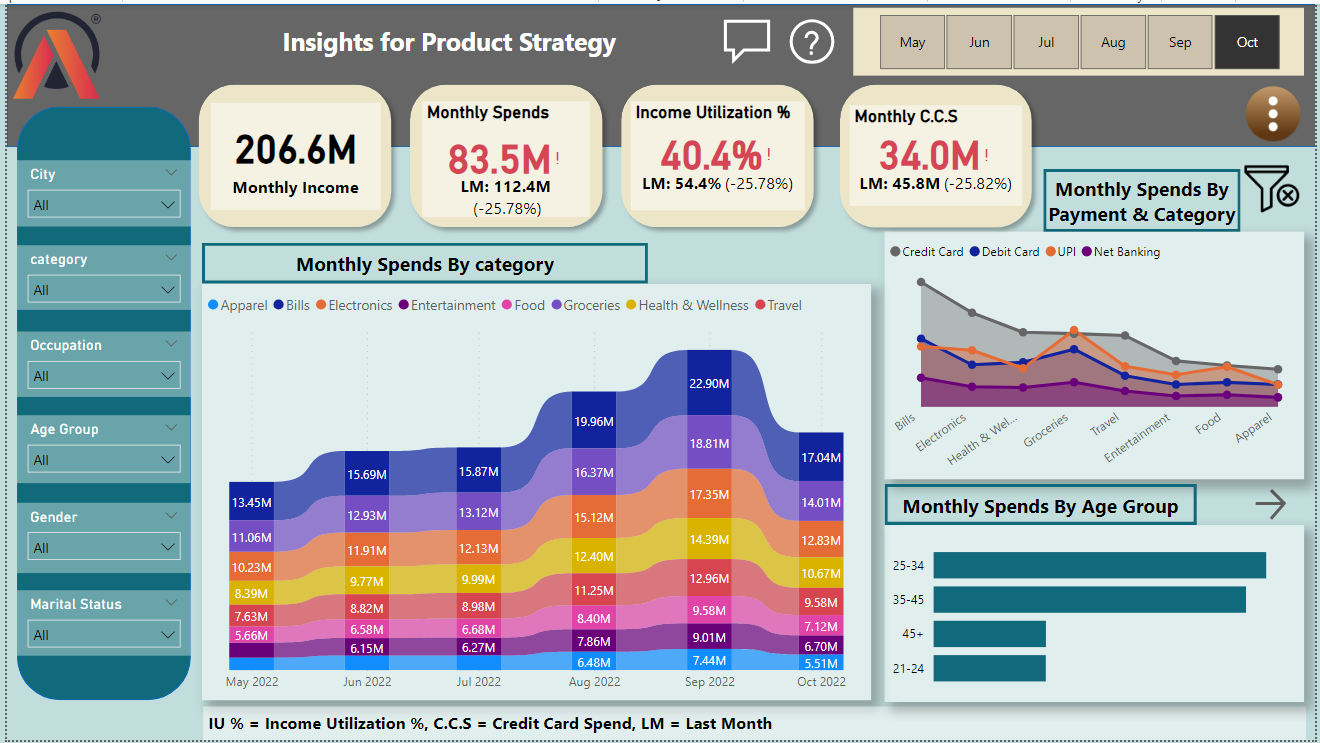 ®
Insights for Product Strategy
?
May
Jun
Jul
Aug
Sep
Oct
City
All
category
All
Occupation
All
Age Group
All
Gender
All
Marital Status
All
206.6M
Monthly Income
Monthly Spends
83.5M!
LM: 112.4M
(-25.78%)
Income Utilization %
40.4%!
LM: 54.4% (-25.78%)
Monthly C.C.S
34.0M!
LM: 45.8M (-25.82%)
Monthly Spends By
Payment & Category
Credit Card
Debit Card
UPI
Net Banking
Bills
Electronics
Health & Wel...
Groceries
Travel
Entertainment
Food
Apparel
Monthly Spends By category
Apparel
Bills
Electronics
Entertainment
Food
Groceries
Health & Wellness
Travel
13.45M
11.06M
10.23M
8.39M
7.63M
5.66M
May 2022
15.69M
12.93M
11.91M
9.77M
8.82M
6.58M
6.15M
Jun 2022
15.87M
13.12M
12.13M
9.99M
8.98M
6.68M
6.27M
Jul 2022
19.96M
16.37M
15.12M
12.40M
11.25M
8.40M
7.86M
6.48M
Aug 2022
22.90M
18.81M
17.35M
14.39M
12.96M
9.58M
9.01M
7.44M
Sep 2022
17.04M
14.01M
12.83M
10.67M
9.58M
7.12M
6.70M
5.51M
Oct 2022
Monthly Spends By Age Group
25-34
35-45
45+
21-24
IU % = Income Utilization %, C.C.S = Credit Card Spend, LM = Last Month